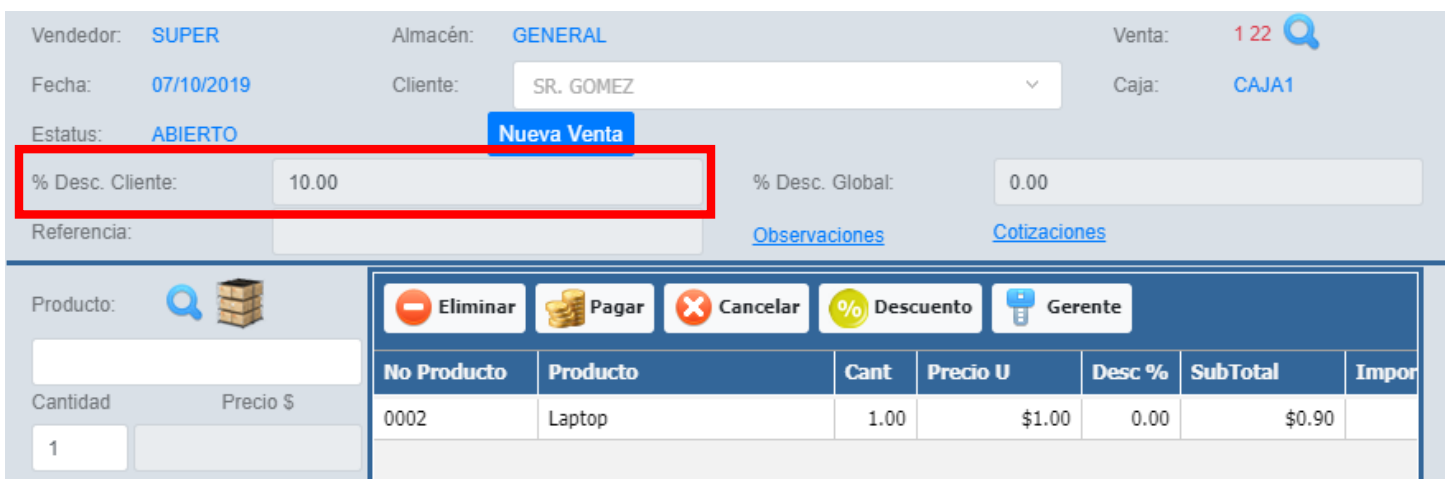 Vendedor: SUPER Almacén: GENERAL Venta: 1 22
Fecha: 07/10/2019 Cliente: SR. GOMEZ Caja: CAJA1
Estatus: ABIERTO Nueva Venta
% Desc. Cliente: 10.00 % Desc. Global: 0.00
Referencia: Observaciones Cotizaciones
Producto: Eliminar Pagar Cancelar % Descuento Gerente
No Producto Producto Cant Precio U Desc % SubTotal Impor
Cantidad Precio $
0002 Laptop 1.00 $1.00 0.00 $0.90
1